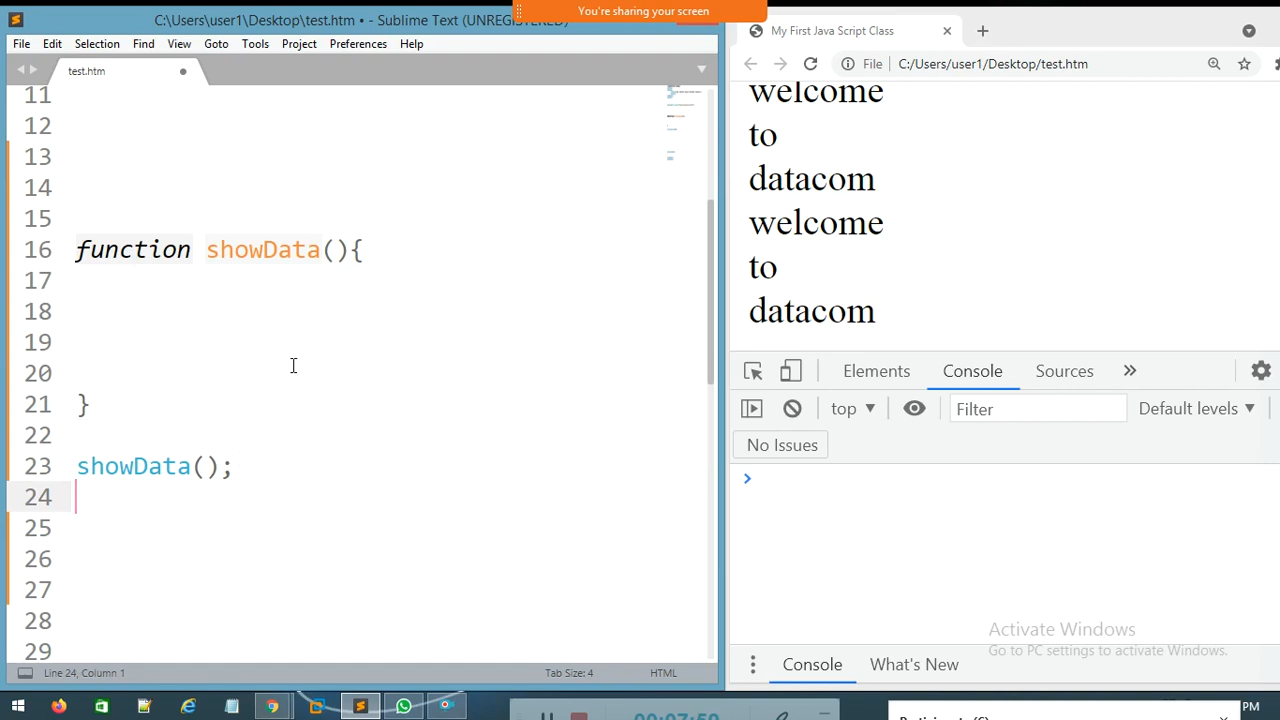 C:\Users\user1\Desktop\test.htm • - Sublime Text (UNREGISTERED)
You're sharing your screen
File Edit Selection Find View Goto Tools Project Preferences Help
test.htm
11
12
13
14
15
16 function showData(){
17
18
19
20
21 }
22
23 showData();
24
25
26
27
28
29
Line 24, Column 1
Tab Size: 4
HTML
My First Java Script Class
File C:/Users/user1/Desktop/test.htm
welcome
to
datacom
welcome
to
datacom
Elements Console Sources
top Filter Default levels
No Issues
Activate Windows
Go to PC settings to activate Windows.
Console What's New
PM